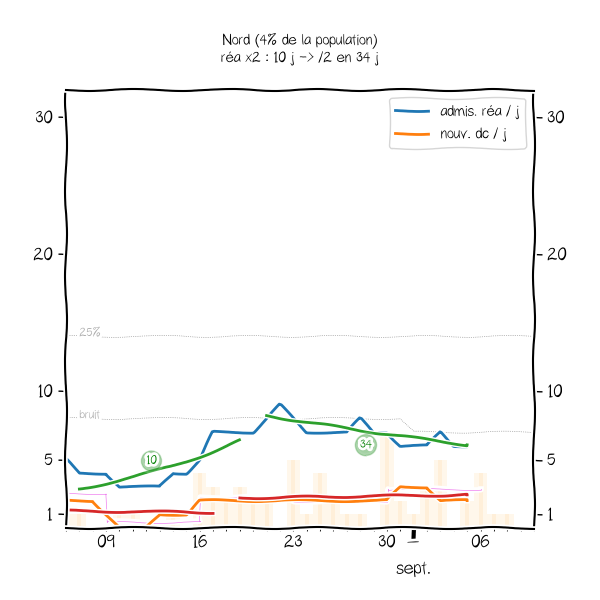 Nord (4% de la population)
réa x2 : 10 j -> /2 en 34 j
admis. réa / j
nouv. dc / j
30 30
20 20
25%
10 10
bruit
34
10
5 5
1 1
09 16 23 30 06
sept.